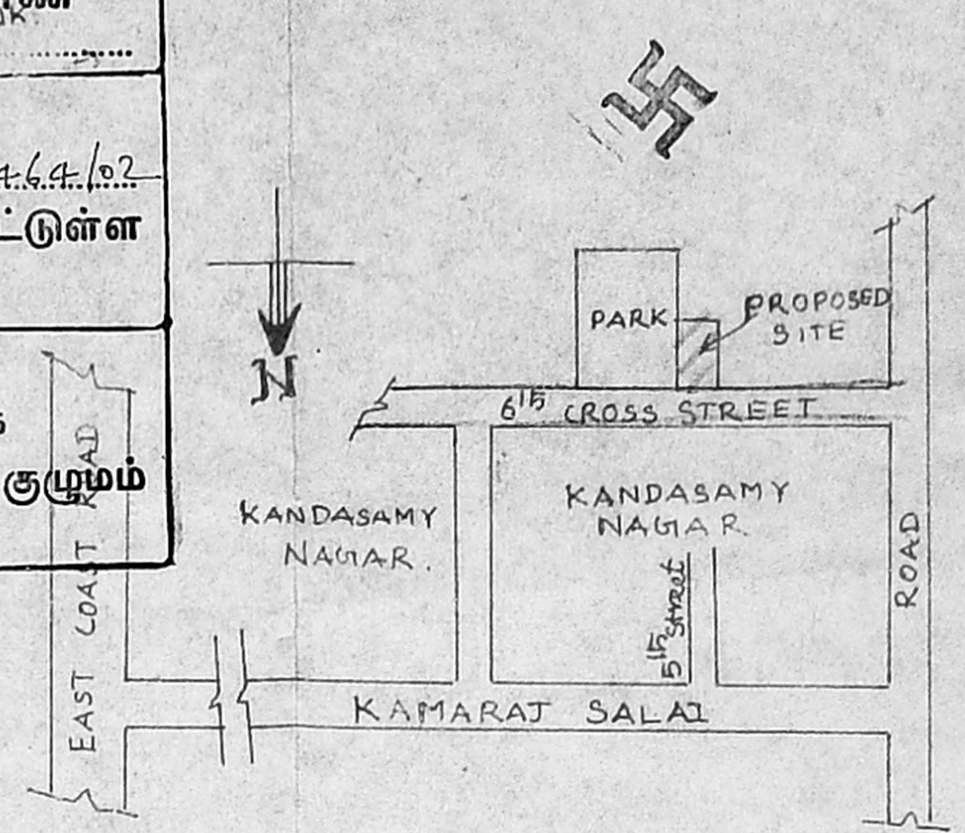 464/02
ட்டுள்ள
குழுமம்
N
PARK
PROPOSED
SITE
6th CROSS STREET
KANDASAMY
NAGAR.
KANDASAMY
NAGAR
5th Street
ROAD
EAST COAST ROAD
KAMARAJ SALAI